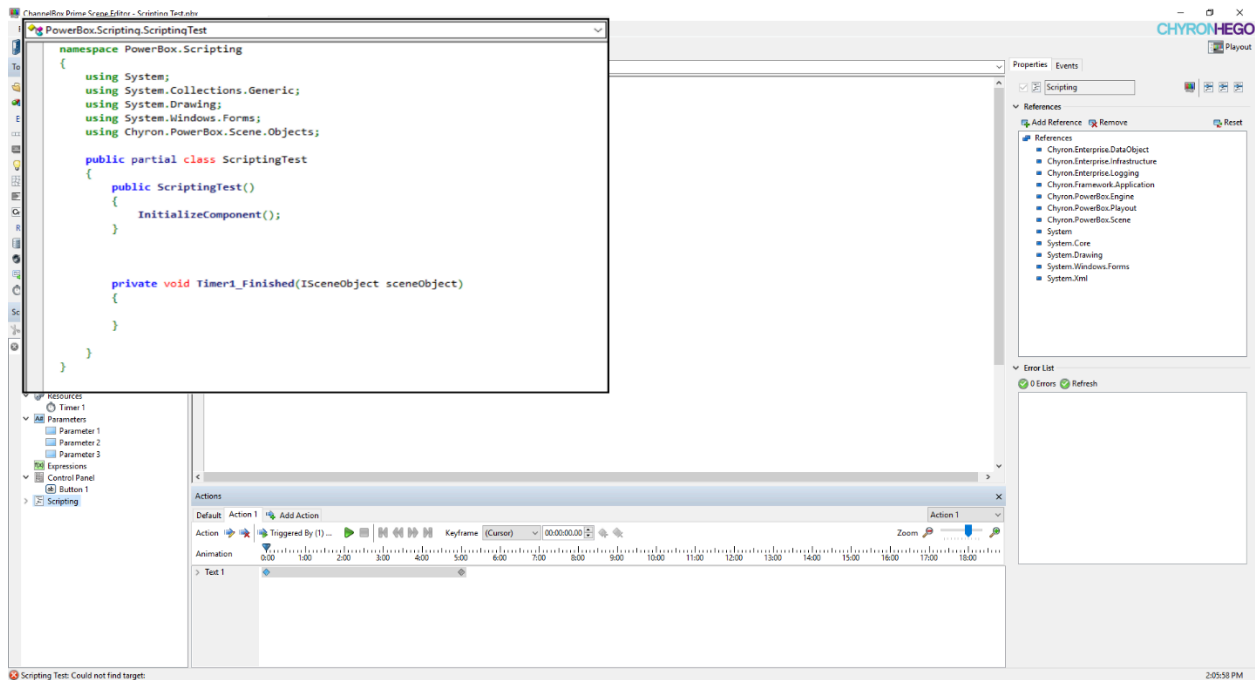 ChannelBox Prime Scene Editor - Scripting Test.pbx
CHYRONHEGO
Playout
PowerBox.Scripting.ScriptingTest
namespace PowerBox.Scripting
{
using System;
using System.Collections.Generic;
using System.Drawing;
using System.Windows.Forms;
using Chyron.PowerBox.Scene.Objects;
public partial class ScriptingTest
{
public ScriptingTest()
{
InitializeComponent();
}
private void Timer1_Finished(ISceneObject sceneObject)
{
}
}
}
Resources
Timer 1
Parameters
Parameter 1
Parameter 2
Parameter 3
Expressions
Control Panel
Button 1
Scripting
Actions
Default Action 1 Add Action Action 1
Action Triggered By (1) ... Keyframe (Cursor) 00:00:00.00 Zoom
Animation 0:00 1:00 2:00 3:00 4:00 5:00 6:00 7:00 8:00 9:00 10:00 11:00 12:00 13:00 14:00 15:00 16:00 17:00 18:00
Text 1
Properties Events
Scripting
References
Add Reference Remove Reset
References
Chyron.Enterprise.DataObject
Chyron.Enterprise.Infrastructure
Chyron.Enterprise.Logging
Chyron.Framework.Application
Chyron.PowerBox.Engine
Chyron.PowerBox.Playout
Chyron.PowerBox.Scene
System
System.Core
System.Drawing
System.Windows.Forms
System.Xml
Error List
0 Errors Refresh
Scripting Test: Could not find target:
2:05:58 PM